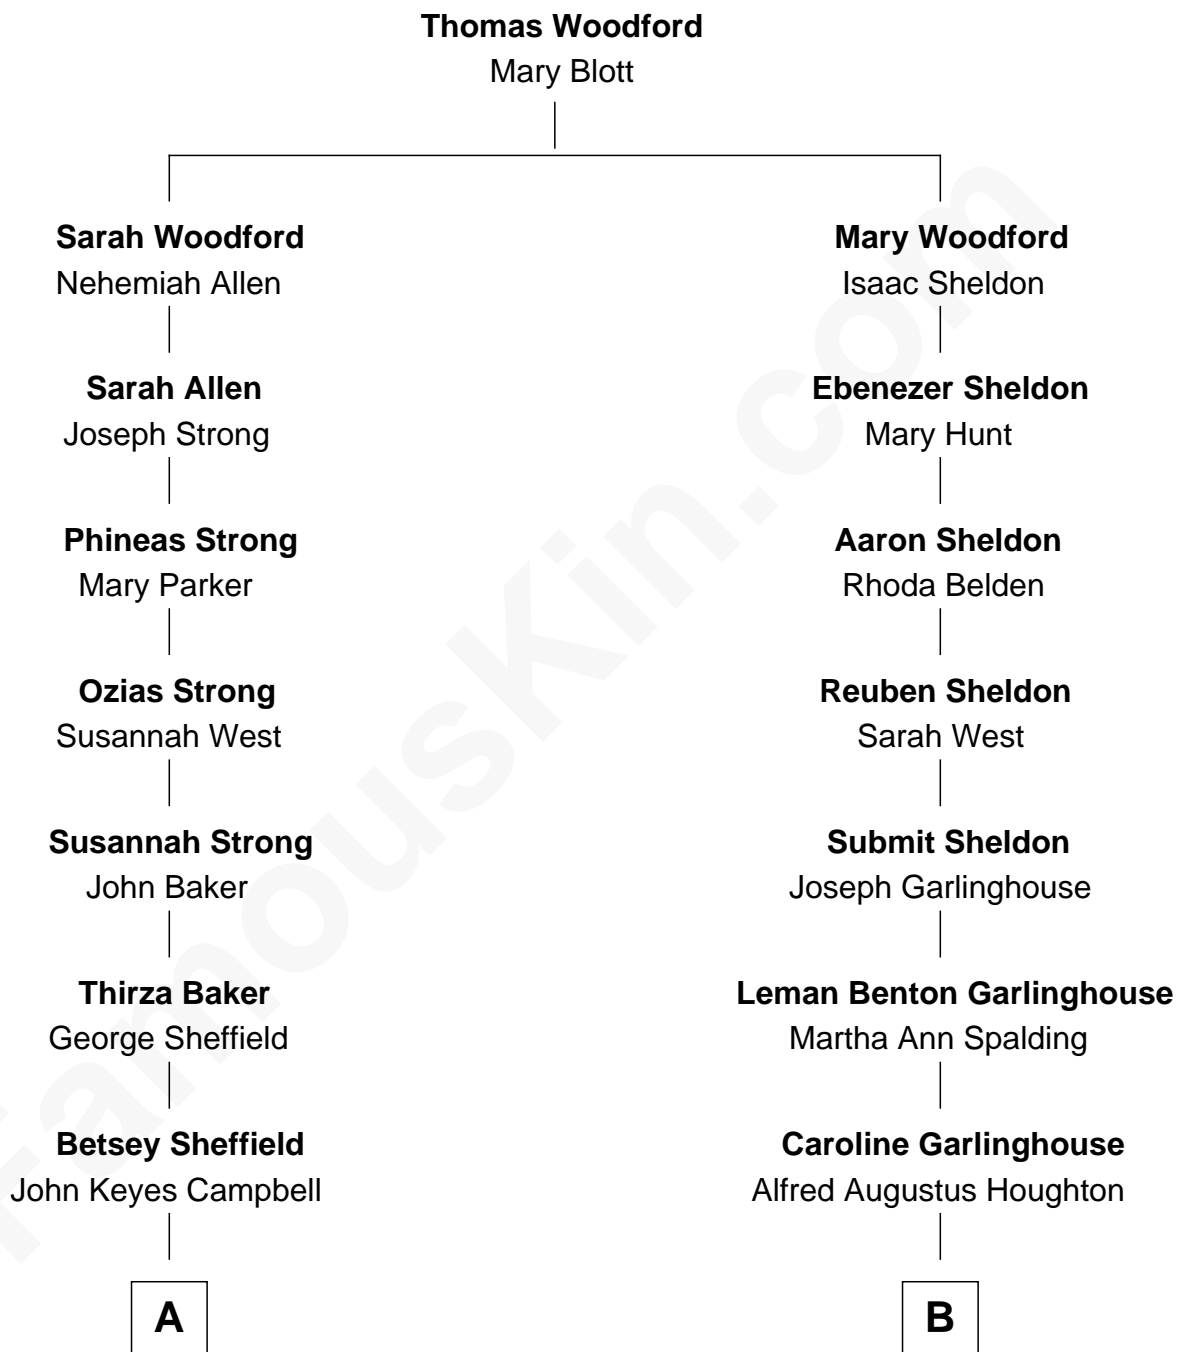 Thomas Woodford
Mary Blott
Sarah Woodford
Nehemiah Allen
Mary Woodford
Isaac Sheldon
Sarah Allen
Joseph Strong
Ebenezer Sheldon
Mary Hunt
Phineas Strong
Mary Parker
Aaron Sheldon
Rhoda Belden
Ozias Strong
Susannah West
Reuben Sheldon
Sarah West
Susannah Strong
John Baker
Submit Sheldon
Joseph Garlinghouse
Thirza Baker
George Sheffield
Leman Benton Garlinghouse
Martha Ann Spalding
Betsey Sheffield
John Keyes Campbell
Caroline Garlinghouse
Alfred Augustus Houghton
A
B
FamousKin.com